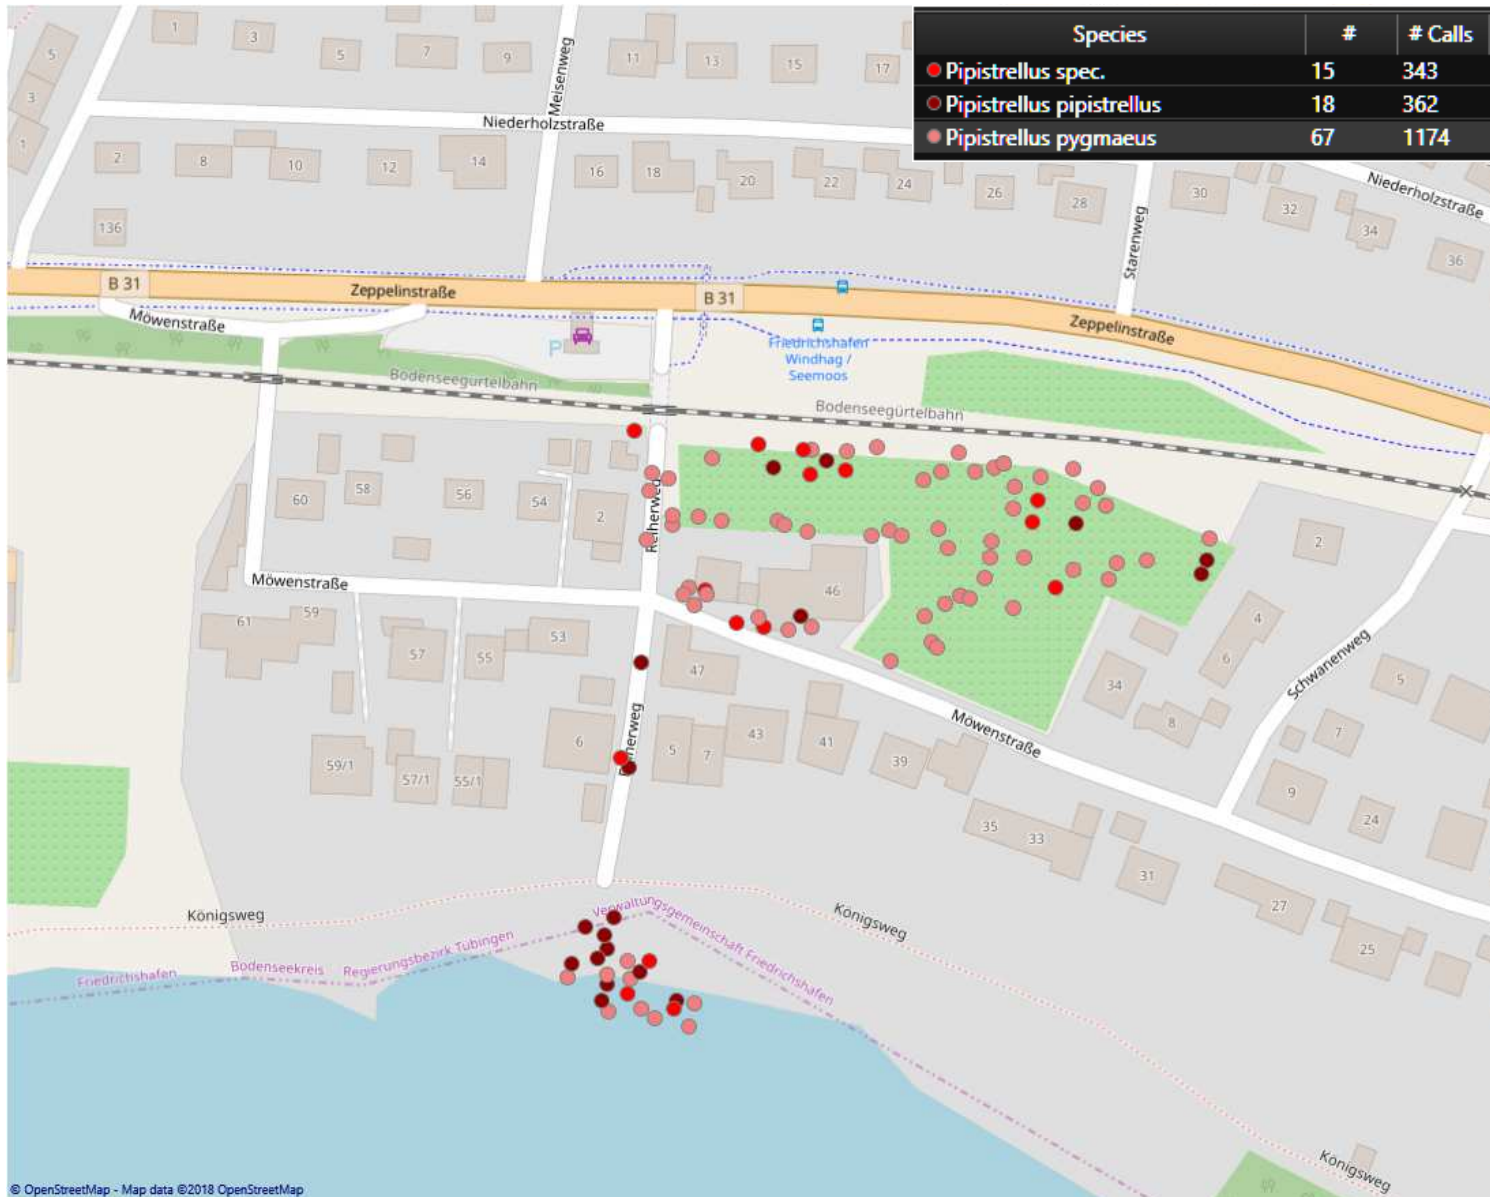 Species # # Calls
Pipistrellus spec. 15 343
Pipistrellus pipistrellus 18 362
Pipistrellus pygmaeus 67 1174
1 3 5 7 9 11 13 15 17
5
3
1
Meisenweg
Niederholzstraße
2 8 10 12 14 16 18 20 22 24 26 28 30 32 34 36
Niederholzstraße
136
Starenweg
B 31
Zeppelinstraße
B 31
Zeppelinstraße
Möwenstraße
P
Friedrichshafen
Windhag /
Seemoos
Bodenseegürtelbahn
Bodenseegürtelbahn
60 58 56 54 2
Reiherweg
2
Möwenstraße
46
61 59 57 55 53 47
4
6
34
8
Schwanenweg
5
7
9
24
Möwenstraße
59/1 57/1 55/1 6 5 7 43 41 39
Reiherweg
35 33 31 27 25
Königsweg
Königsweg
Verwaltungsgemeinschaft Friedrichshafen
Friedrichshafen
Bodenseekreis
Regierungsbezirk Tübingen
Königsweg
© OpenStreetMap - Map data ©2018 OpenStreetMap